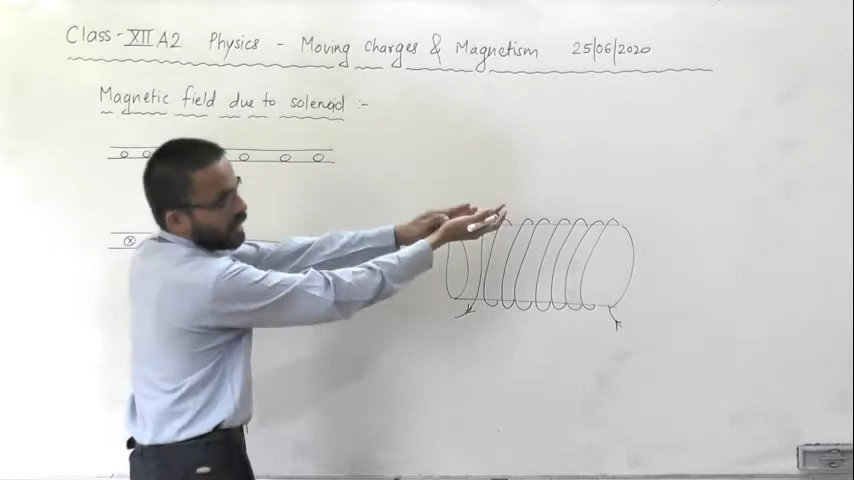 Class-XII A2 Physics - Moving Charges & Magnetism 25/06/2020
Magnetic field due to solenoid :-